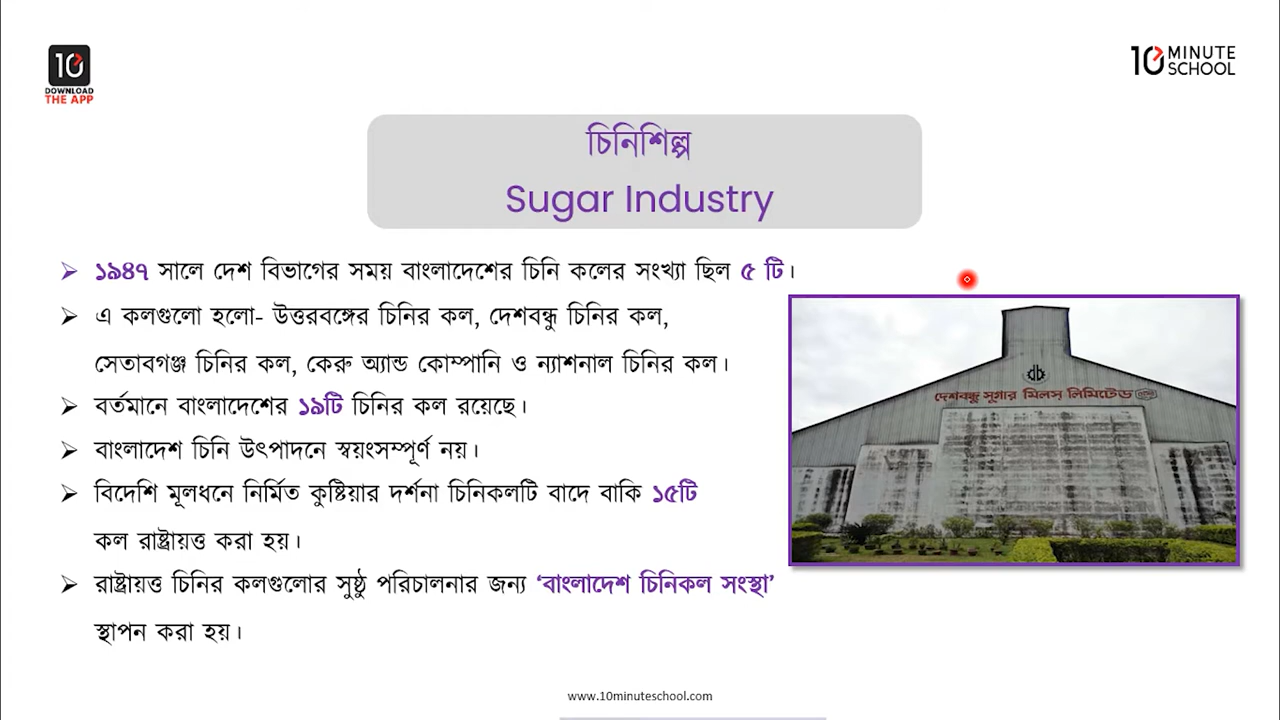 10
DOWNLOAD
THE APP
10 MINUTE
SCHOOL
চিনিশিল্প
Sugar Industry
➢ ১৯৪৭ সালে দেশ বিভাগের সময় বাংলাদেশের চিনি কলের সংখ্যা ছিল ৫ টি।
➢ এ কলগুলো হলো- উত্তরবঙ্গের চিনির কল, দেশবন্ধু চিনির কল,
সেতাবগঞ্জ চিনির কল, কেরু অ্যান্ড কোম্পানি ও ন্যাশনাল চিনির কল।
➢ বর্তমানে বাংলাদেশের ১৯টি চিনির কল রয়েছে।
➢ বাংলাদেশ চিনি উৎপাদনে স্বয়ংসম্পূর্ণ নয়।
➢ বিদেশি মূলধনে নির্মিত কুষ্টিয়ার দর্শনা চিনিকলটি বাদে বাকি ১৫টি
কল রাষ্ট্রায়ত্ত করা হয়।
➢ রাষ্ট্রায়ত্ত চিনির কলগুলোর সুষ্ঠু পরিচালনার জন্য ‘বাংলাদেশ চিনিকল সংস্থা’
স্থাপন করা হয়।
db
দেশবন্ধু সুগার মিলস্ লিমিটেড
www.10minuteschool.com